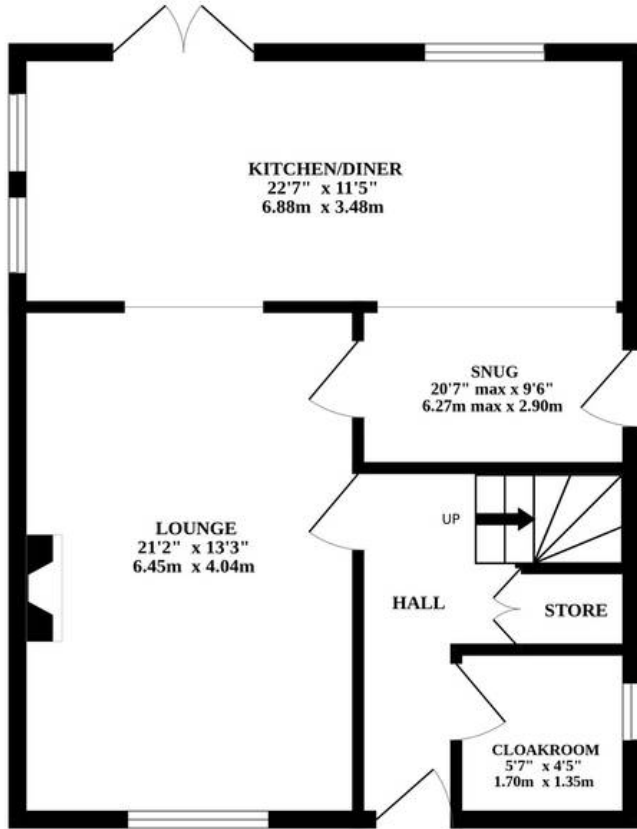 KITCHEN/DINER
22'7" x 11'5"
6.88m x 3.48m
SNUG
20'7" max x 9'6"
6.27m max x 2.90m
LOUNGE
21'2" x 13'3"
6.45m x 4.04m
UP
HALL
STORE
CLOAKROOM
5'7" x 4'5"
1.70m x 1.35m